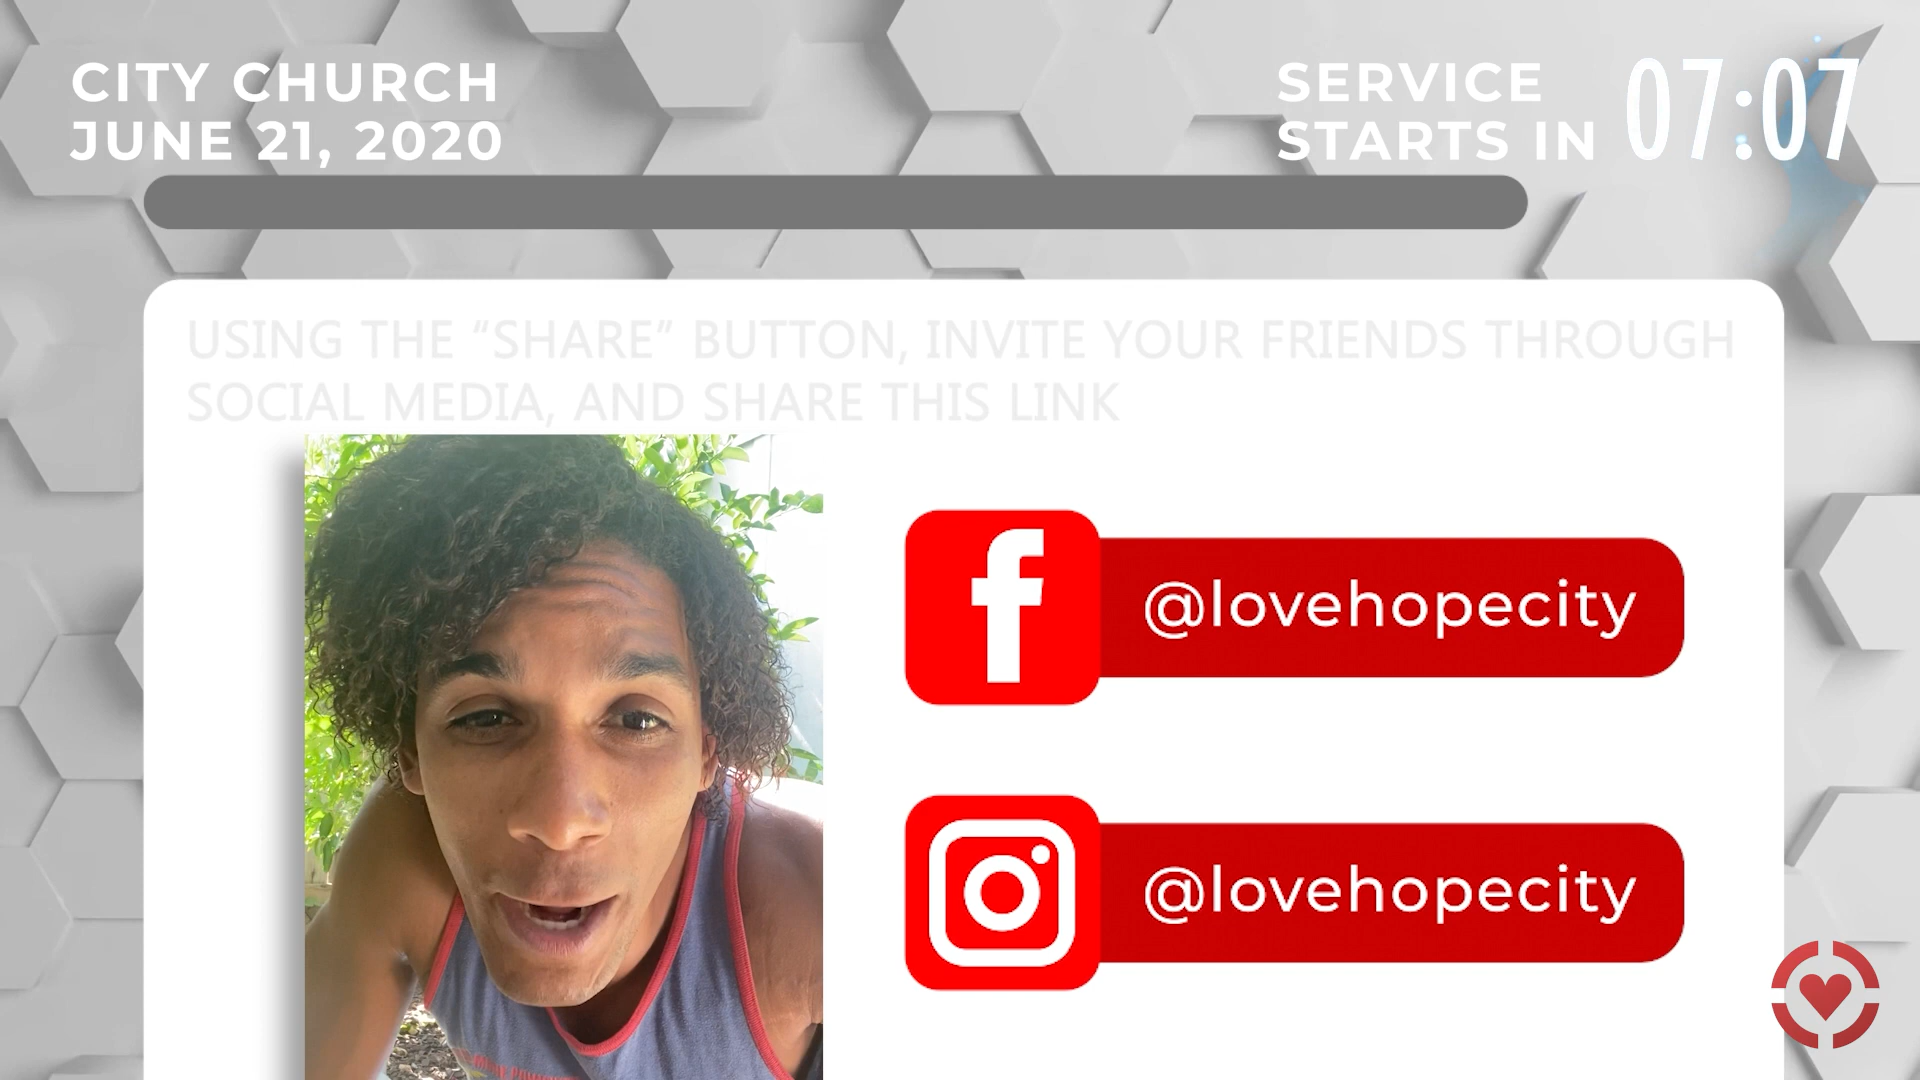 CITY CHURCH
JUNE 21, 2020
SERVICE
STARTS IN
07:07
USING THE “SHARE” BUTTON, INVITE YOUR FRIENDS THROUGH
SOCIAL MEDIA, AND SHARE THIS LINK
@lovehopecity
@lovehopecity